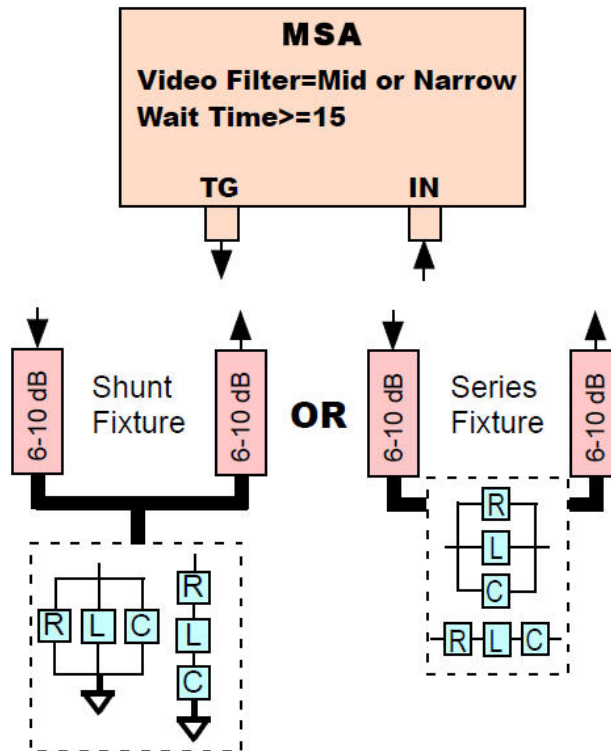 MSA
Video Filter=Mid or Narrow
Wait Time>=15
TG
IN
6-10 dB
Shunt
Fixture
6-10 dB
OR
6-10 dB
Series
Fixture
6-10 dB
R
L
C
R
L
C
R
L
C
R
L
C